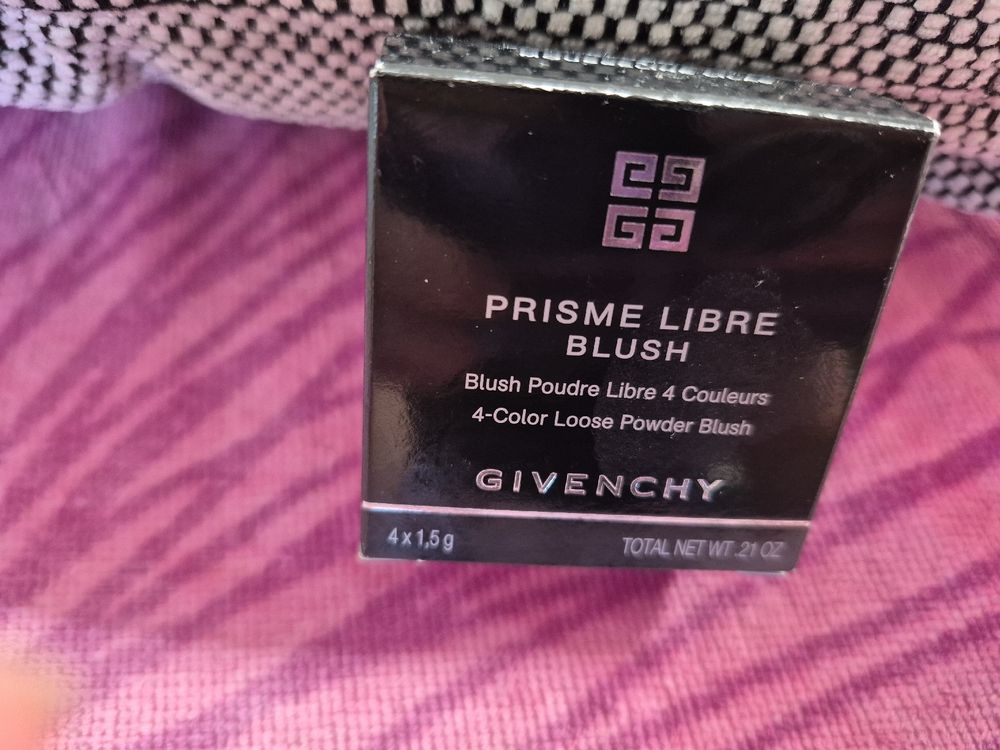 PRISME LIBRE
BLUSH
Blush Poudre Libre 4 Couleurs
4-Color Loose Powder Blush
GIVENCHY
4 x 1,5 g
TOTAL NET WT .21 OZ